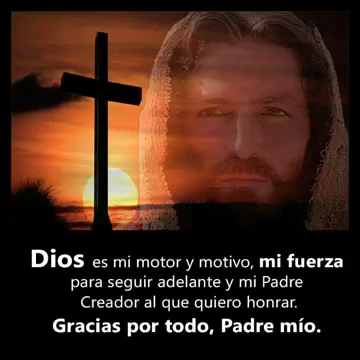 Dios es mi motor y motivo, mi fuerza
para seguir adelante y mi Padre
Creador al que quiero honrar.
Gracias por todo, Padre mío.